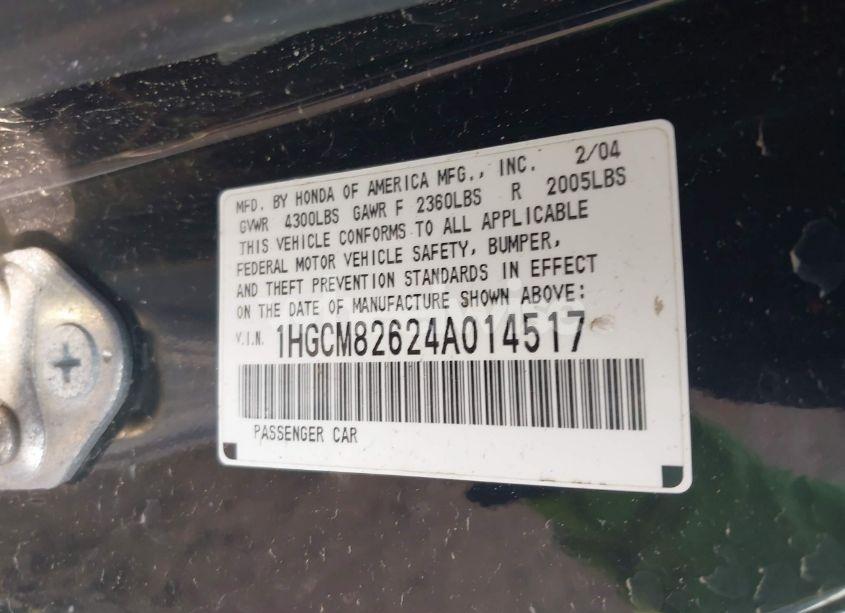 MFD. BY HONDA OF AMERICA MFG., INC. 2/04
GVWR 4300LBS GAWR F 2360LBS R 2005LBS
THIS VEHICLE CONFORMS TO ALL APPLICABLE
FEDERAL MOTOR VEHICLE SAFETY, BUMPER,
AND THEFT PREVENTION STANDARDS IN EFFECT
ON THE DATE OF MANUFACTURE SHOWN ABOVE:
V.I.N. 1HGCM82624A014517
PASSENGER CAR